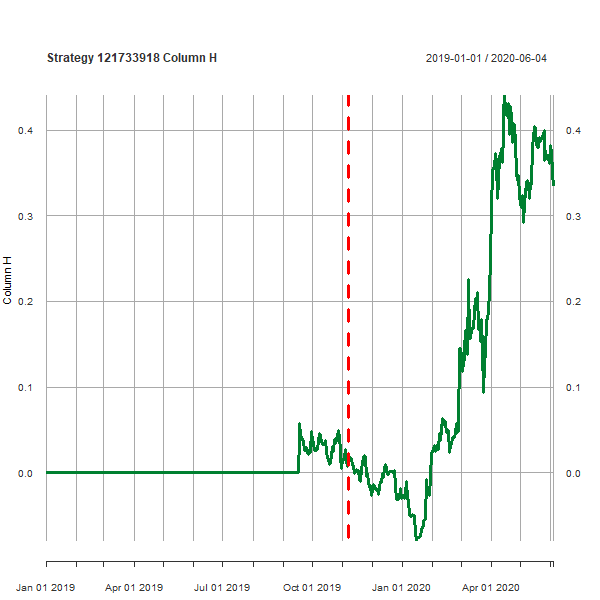 Strategy 121733918 Column H
2019-01-01 / 2020-06-04
0.4
0.4
0.3
0.3
Column H
0.2
0.2
0.1
0.1
0.0
0.0
Jan 01 2019
Apr 01 2019
Jul 01 2019
Oct 01 2019
Jan 01 2020
Apr 01 2020